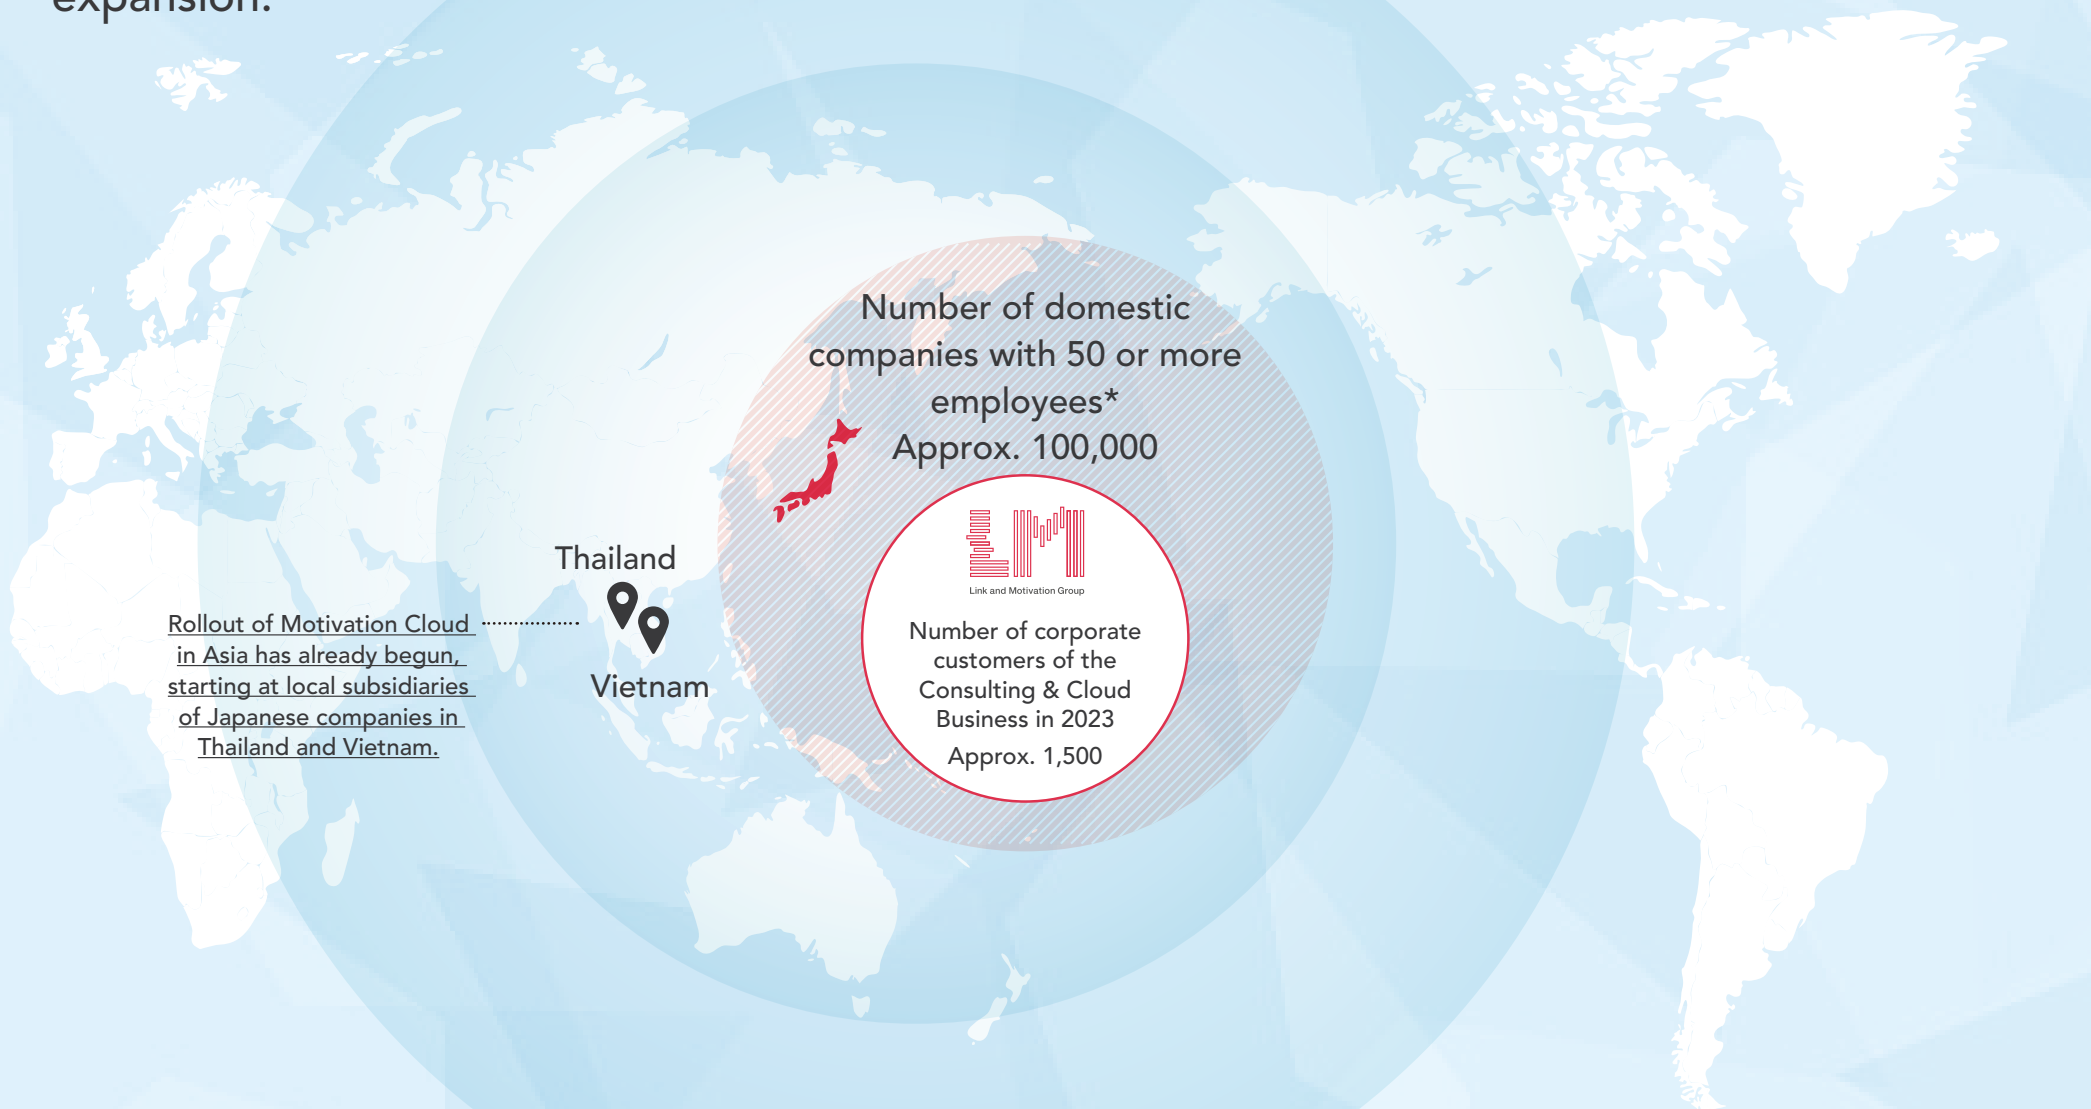 expansion.
Number of domestic
companies with 50 or more
employees*
Approx. 100,000
Link and Motivation Group
Number of corporate
customers of the
Consulting & Cloud
Business in 2023
Approx. 1,500
Thailand
Vietnam
Rollout of Motivation Cloud
in Asia has already begun,
starting at local subsidiaries
of Japanese companies in
Thailand and Vietnam.